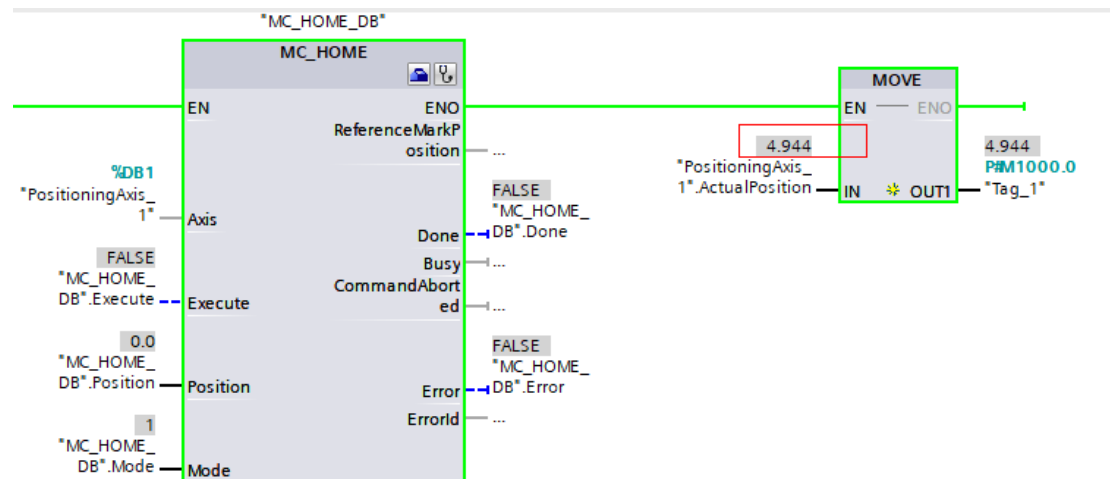 "MC_HOME_DB"
MC_HOME
EN
ENO
ReferenceMarkP
osition
...
%DB1
"PositioningAxis_
1"
Axis
FALSE
"MC_HOME_
DB".Done
Done
Busy
...
FALSE
"MC_HOME_
DB".Execute
Execute
CommandAbort
ed
...
0.0
"MC_HOME_
DB".Position
Position
FALSE
"MC_HOME_
DB".Error
Error
ErrorId
...
1
"MC_HOME_
DB".Mode
Mode
MOVE
EN
ENO
4.944
"PositioningAxis_
1".ActualPosition
IN
OUT1
4.944
P#M1000.0
"Tag_1"